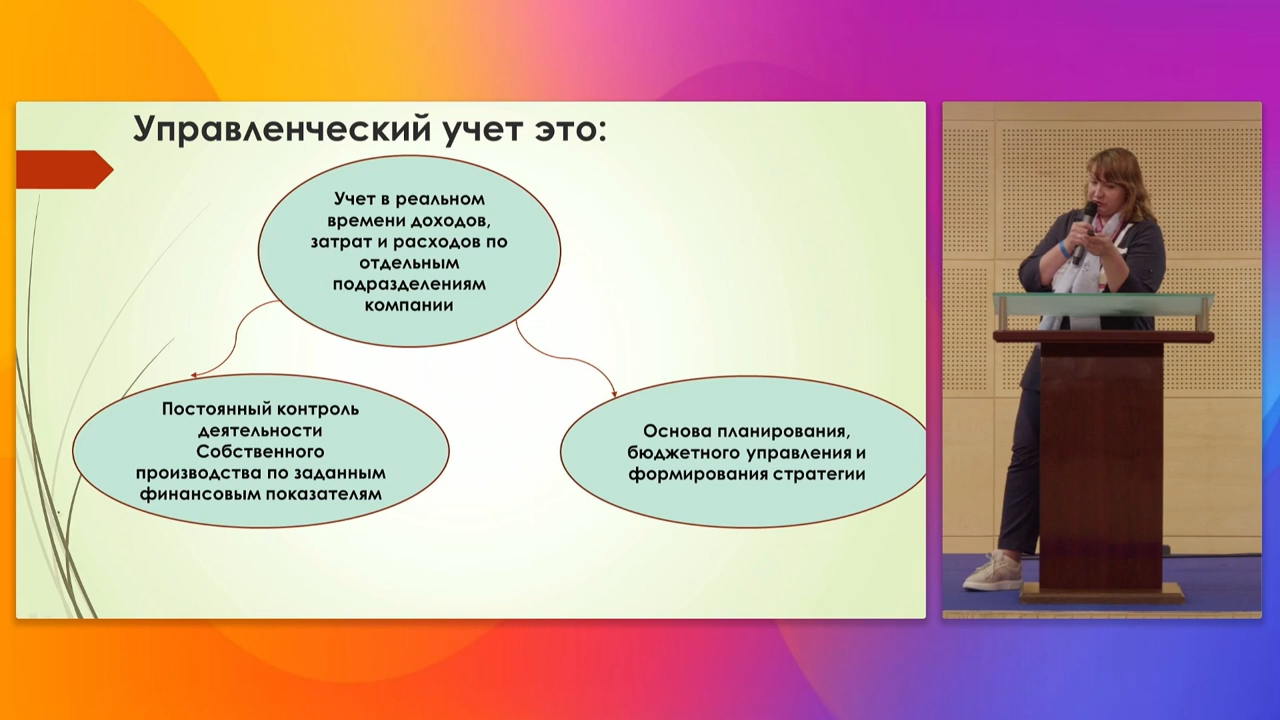 Управленческий учет это:
Учет в реальном
времени доходов,
затрат и расходов по
отдельным
подразделениям
компании
Постоянный контроль
деятельности
Собственного
производства по заданным
финансовым показателям
Основа планирования,
бюджетного управления и
формирования стратегии